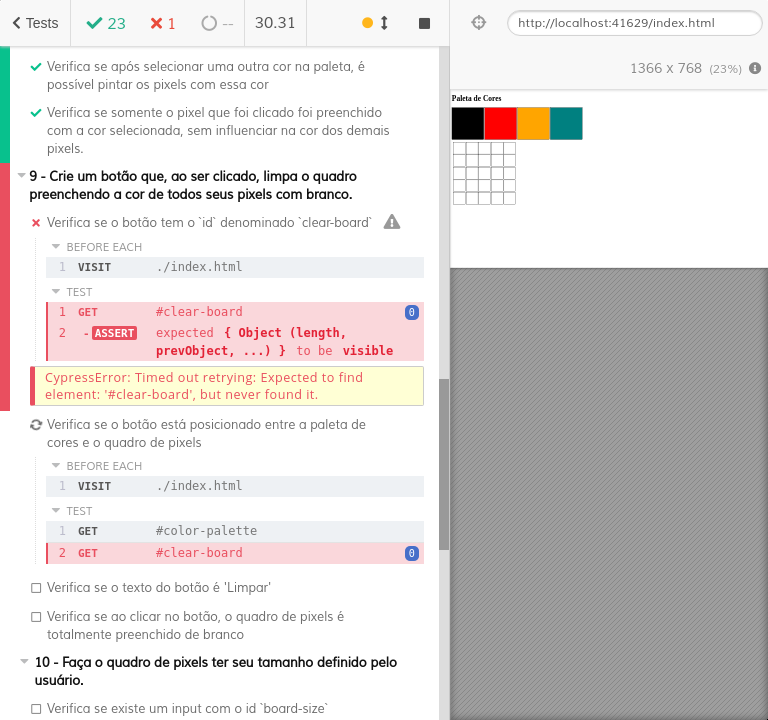 Tests 23 1 -- 30.31
http://localhost:41629/index.html
1366 x 768 (23%)
Paleta de Cores
Verifica se após selecionar uma outra cor na paleta, é
possível pintar os pixels com essa cor
Verifica se somente o pixel que foi clicado foi preenchido
com a cor selecionada, sem influenciar na cor dos demais
pixels.
9 - Crie um botão que, ao ser clicado, limpa o quadro
preenchendo a cor de todos seus pixels com branco.
Verifica se o botão tem o `id` denominado `clear-board`
BEFORE EACH
1 VISIT ./index.html
TEST
1 GET #clear-board 0
2 - ASSERT expected { Object (length,
prevObject, ...) } to be visible
CypressError: Timed out retrying: Expected to find
element: '#clear-board', but never found it.
Verifica se o botão está posicionado entre a paleta de
cores e o quadro de pixels
BEFORE EACH
1 VISIT ./index.html
TEST
1 GET #color-palette
2 GET #clear-board 0
Verifica se o texto do botão é 'Limpar'
Verifica se ao clicar no botão, o quadro de pixels é
totalmente preenchido de branco
10 - Faça o quadro de pixels ter seu tamanho definido pelo
usuário.
Verifica se existe um input com o id `board-size`